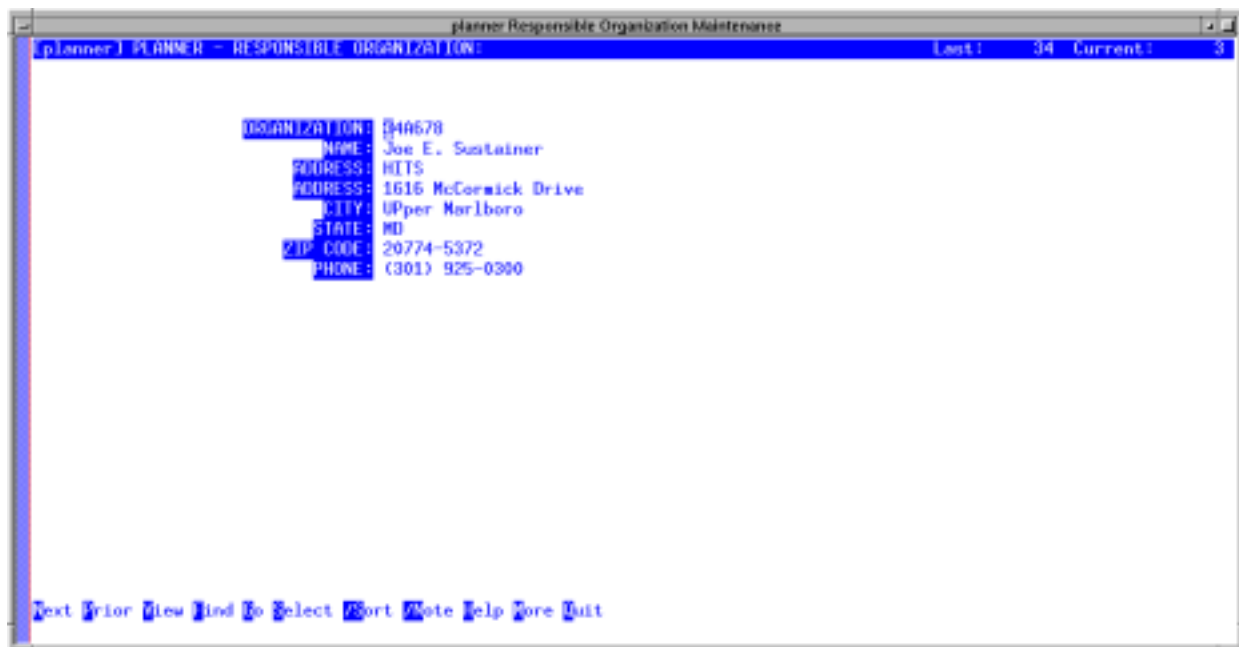 planner Responsible Organization Maintenance
[planner] PLANNER - RESPONSIBLE ORGANIZATION: Last: 34 Current: 3
ORGANIZATION: 34A678
NAME: Joe E. Sustainer
ADDRESS: HITS
ADDRESS: 1616 McCormick Drive
CITY: UPper Marlboro
STATE: MD
ZIP CODE: 20774-5372
PHONE: (301) 925-0300
Next Prior View Find Go Select /Sort /Note Help More Quit